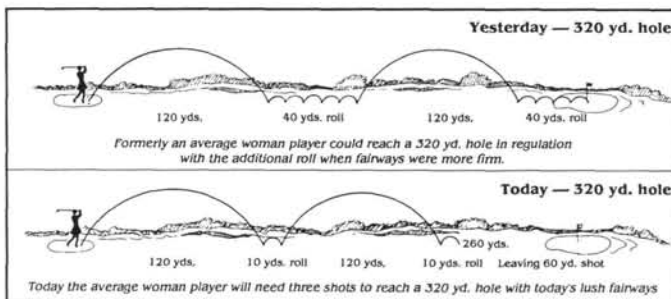 Yesterday — 320 yd. hole
120 yds. 40 yds. roll 120 yds. 40 yds. roll
Formerly an average woman player could reach a 320 yd. hole in regulation
with the additional roll when fairways were more firm.
Today — 320 yd. hole
260 yds.
120 yds. 10 yds. roll 120 yds. 10 yds. roll Leaving 60 yd. shot
Today the average woman player will need three shots to reach a 320 yd. hole with today's lush fairways